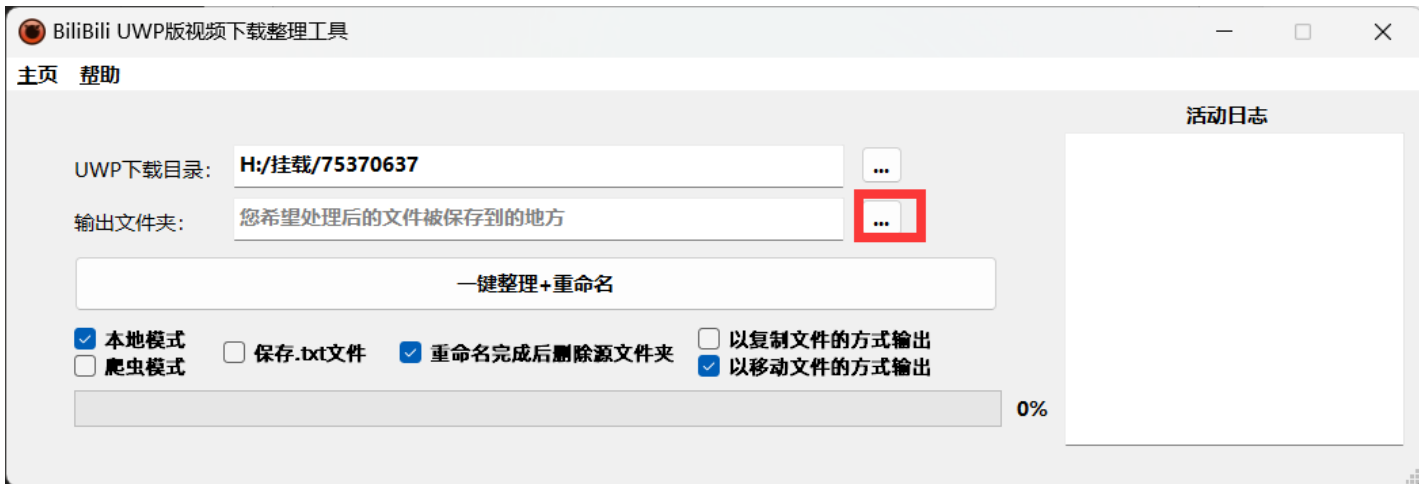 BiliBili UWP版视频下载整理工具
主页 帮助
活动日志
UWP下载目录: H:/挂载/75370637 ...
输出文件夹: 您希望处理后的文件被保存到的地方 ...
一键整理+重命名
本地模式
爬虫模式
保存.txt文件
重命名完成后删除源文件夹
以复制文件的方式输出
以移动文件的方式输出
0%